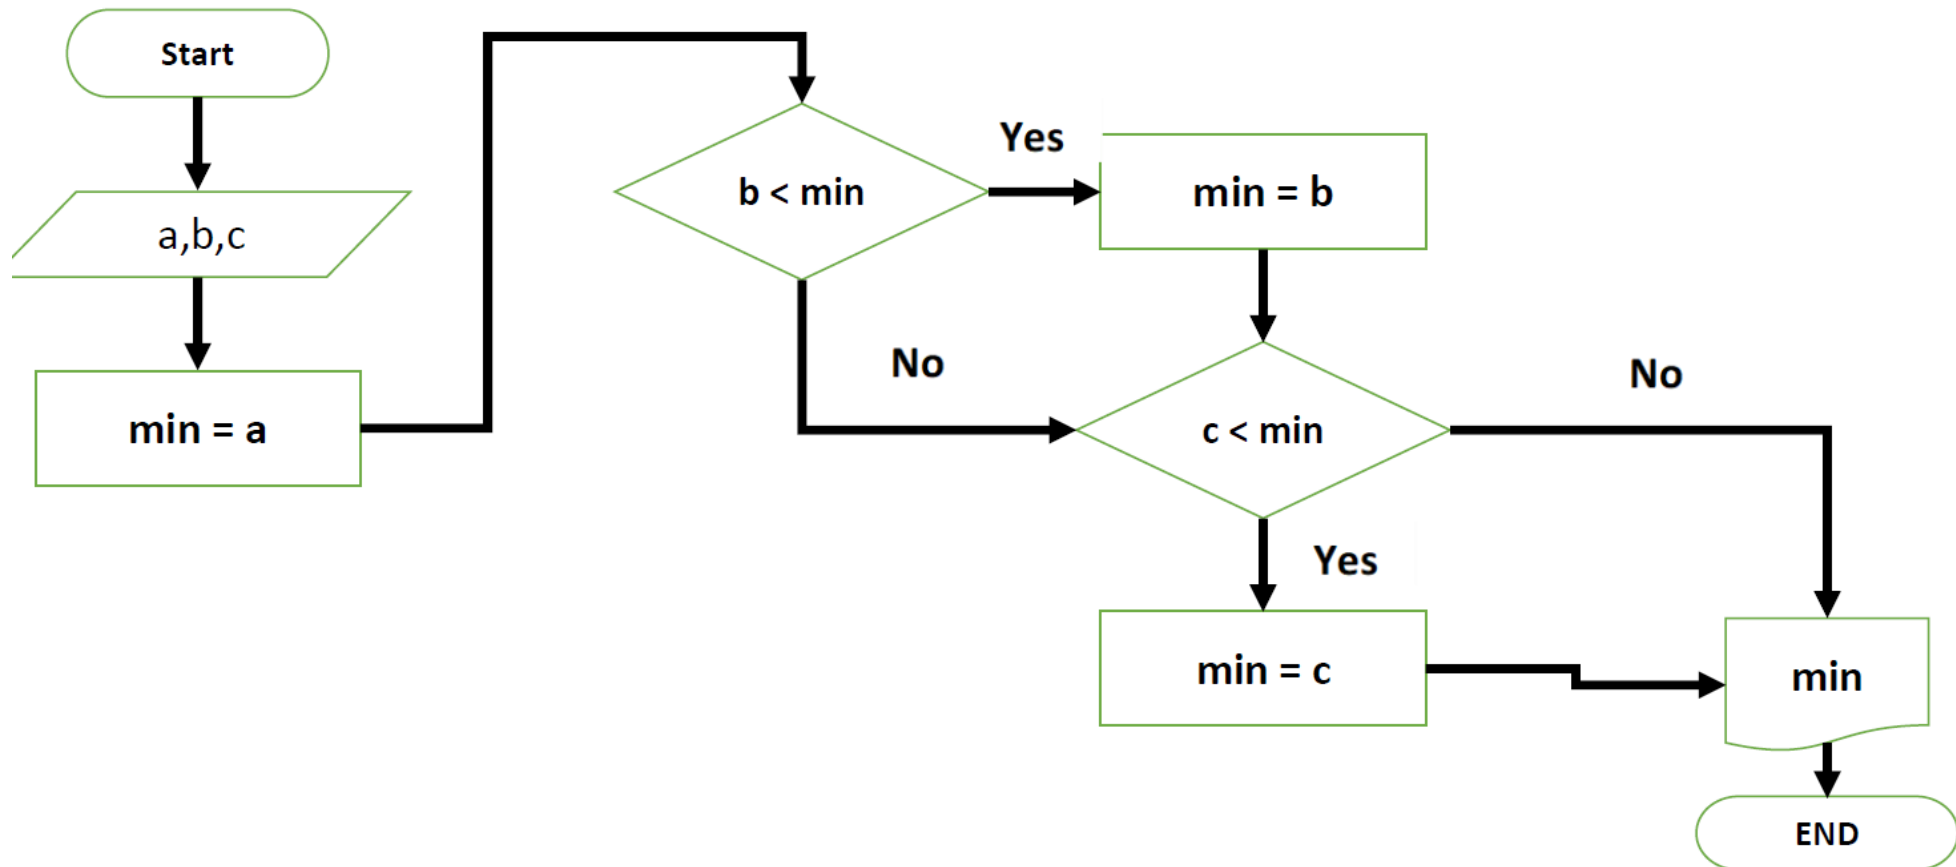 Start
a,b,c
min = a
b < min
Yes
min = b
No
c < min
No
Yes
min = c
min
END